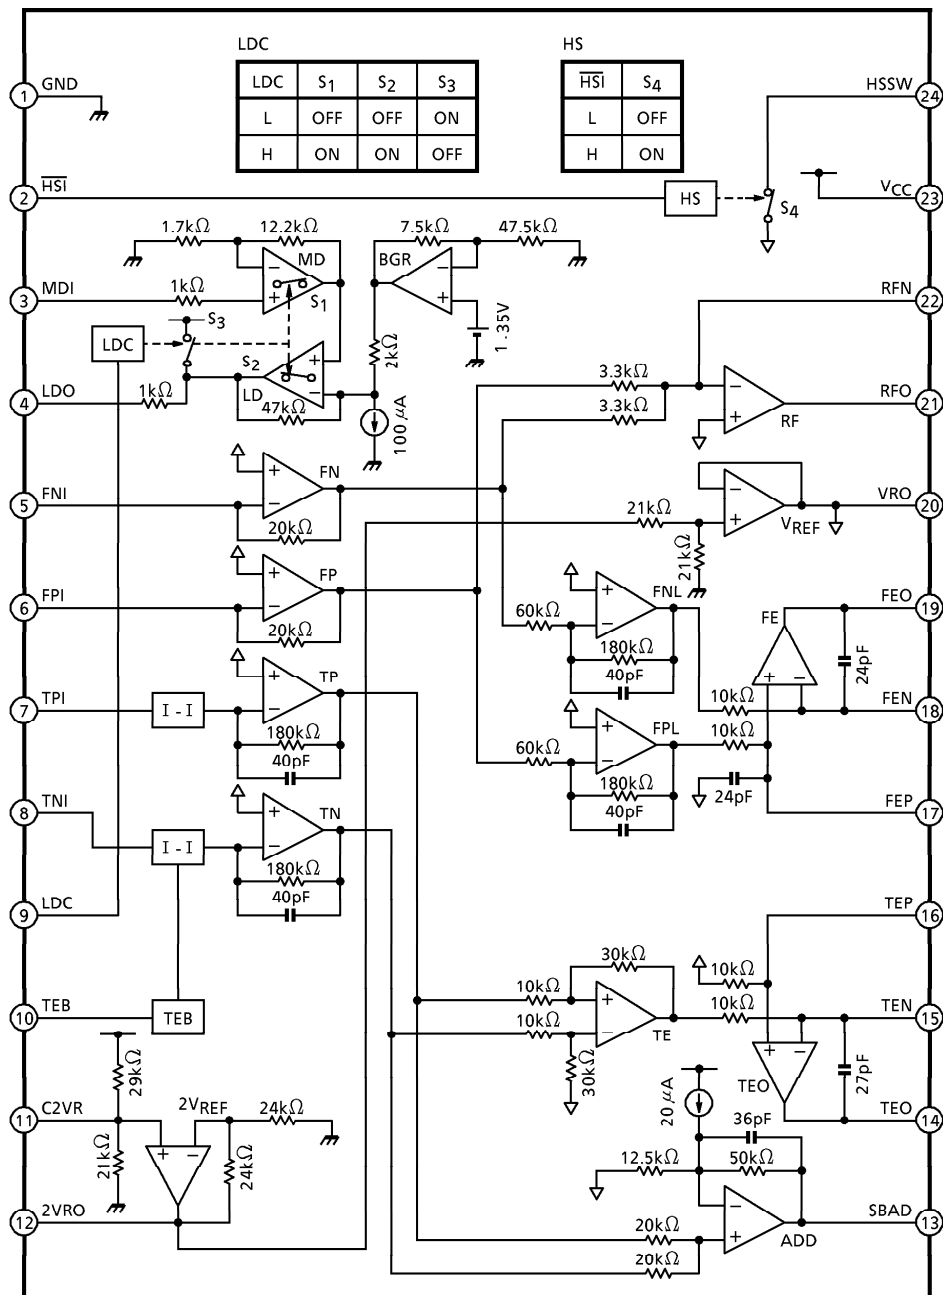 LDC
HS
LDC S1 S2 S3
L OFF OFF ON
H ON ON OFF
HSI S4
L OFF
H ON
1 GND
2 HSI
3 MDI
4 LDO
5 FNI
6 FPI
7 TPI
8 TNI
9 LDC
10 TEB
11 C2VR
12 2VRO
HSSW 24
VCC 23
RFN 22
RFO 21
VRO 20
FEO 19
FEN 18
FEP 17
TEP 16
TEN 15
TEO 14
SBAD 13
HS
S4
1.7kΩ
12.2kΩ
7.5kΩ
47.5kΩ
MD
− 
+
BGR
−
+
1kΩ
S1
S3
1.35V
LDC
S2
+
LD
−
2kΩ
1kΩ
47kΩ
100 μA
3.3kΩ
3.3kΩ
−
+
RF
FN
+
−
20kΩ
21kΩ
21kΩ
−
+
VREF
FP
+
−
20kΩ
60kΩ
FNL
+
−
180kΩ
40pF
FE
+ −
24pF
10kΩ
I - I
TP
+
−
180kΩ
40pF
60kΩ
FPL
+
−
180kΩ
40pF
10kΩ
24pF
I - I
TN
+
−
180kΩ
40pF
30kΩ
10kΩ
10kΩ
+
−
TE
30kΩ
10kΩ
10kΩ
+ −
TEO
27pF
TEB
29kΩ
2VREF
24kΩ
21kΩ
+ −
24kΩ
20 μA
36pF
12.5kΩ
50kΩ
−
+
ADD
20kΩ
20kΩ